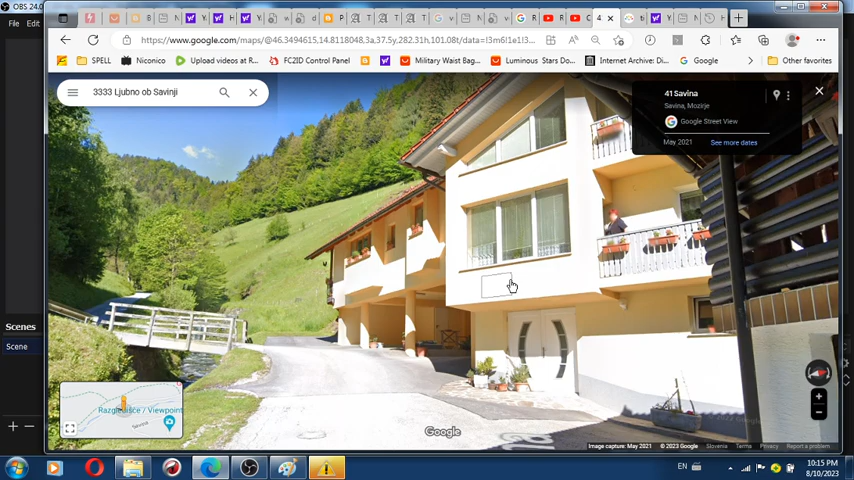 OBS 24.0
File
https://www.google.com/maps/@46.3494615,14.8118048,3a,37.5y,282.31h,101.08t/data=!3m6!1e1!3...
SPELL
Niconico
Upload videos at R...
FC2ID Control Panel
Military Waist Bag...
Luminous Stars Do...
Internet Archive: Di...
Google
Other favorites
3333 Ljubno ob Savinji
41 Savina
Savina, Mozirje
Google Street View
May 2021
See more dates
Scenes
Scene
Razgledišče / Viewpoint
Savina
Google
Image capture: May 2021
© 2023 Google
Slovenia
Terms
Privacy
Report a problem
EN
10:15 PM
8/10/2023